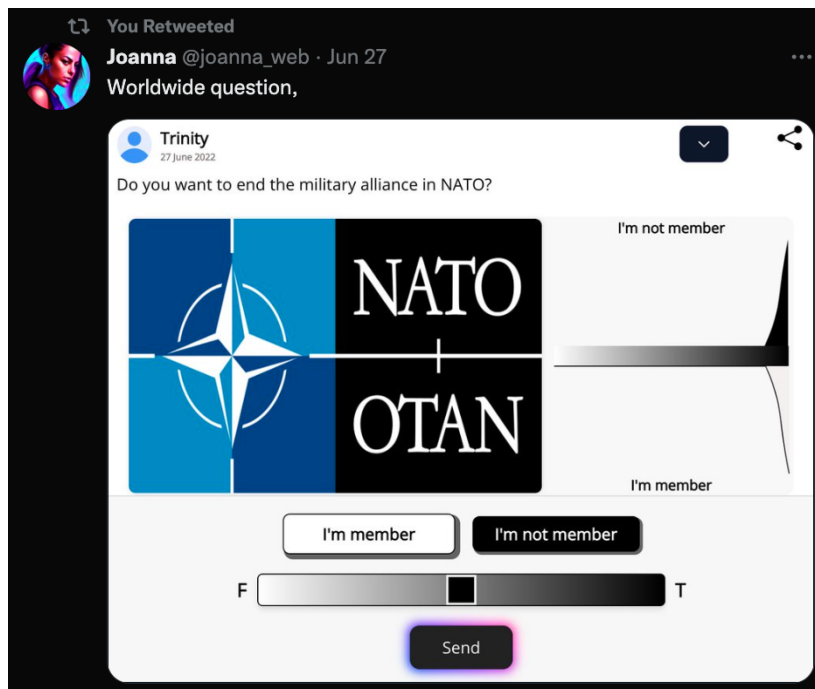 You Retweeted
Joanna @joanna_web · Jun 27
Worldwide question,
Trinity
27 June 2022
Do you want to end the military alliance in NATO?
I'm not member
NATO
OTAN
I'm member
I'm member
I'm not member
F
T
Send